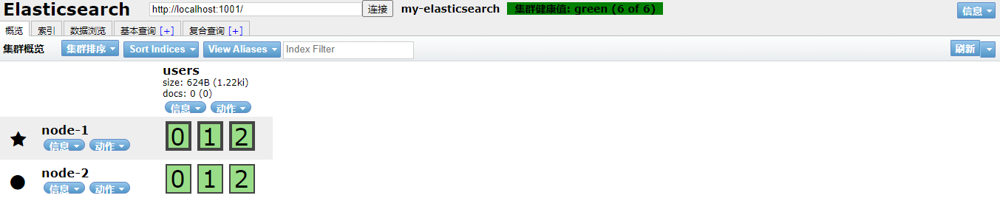 Elasticsearch http://localhost:1001/ 连接 my-elasticsearch 集群健康值: green (6 of 6) 信息
概览 索引 数据浏览 基本查询 [+] 复合查询 [+]
集群概览 集群排序 Sort Indices View Aliases Index Filter 刷新
users
size: 624B (1.22ki)
docs: 0 (0)
信息 动作
node-1 0 1 2
信息 动作
node-2 0 1 2
信息 动作